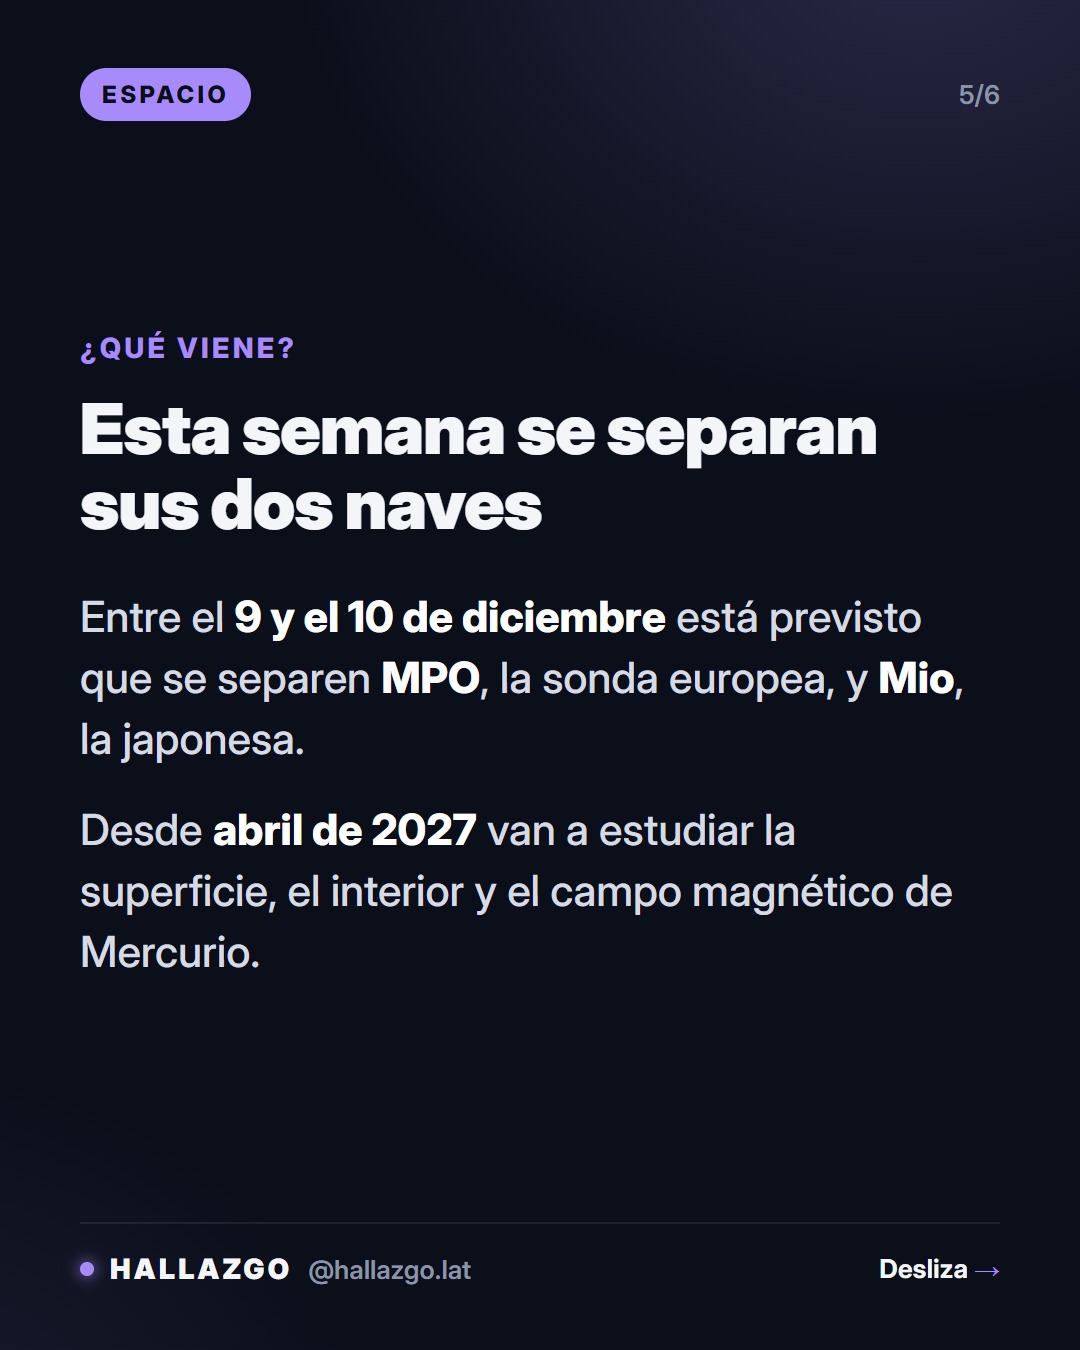 ESPACIO
5/6
¿QUÉ VIENE?
Esta semana se separan
sus dos naves
Entre el 9 y el 10 de diciembre está previsto
que se separen MPO, la sonda europea, y Mio,
la japonesa.
Desde abril de 2027 van a estudiar la
superficie, el interior y el campo magnético de
Mercurio.
HALLAZGO @hallazgo.lat
Desliza →